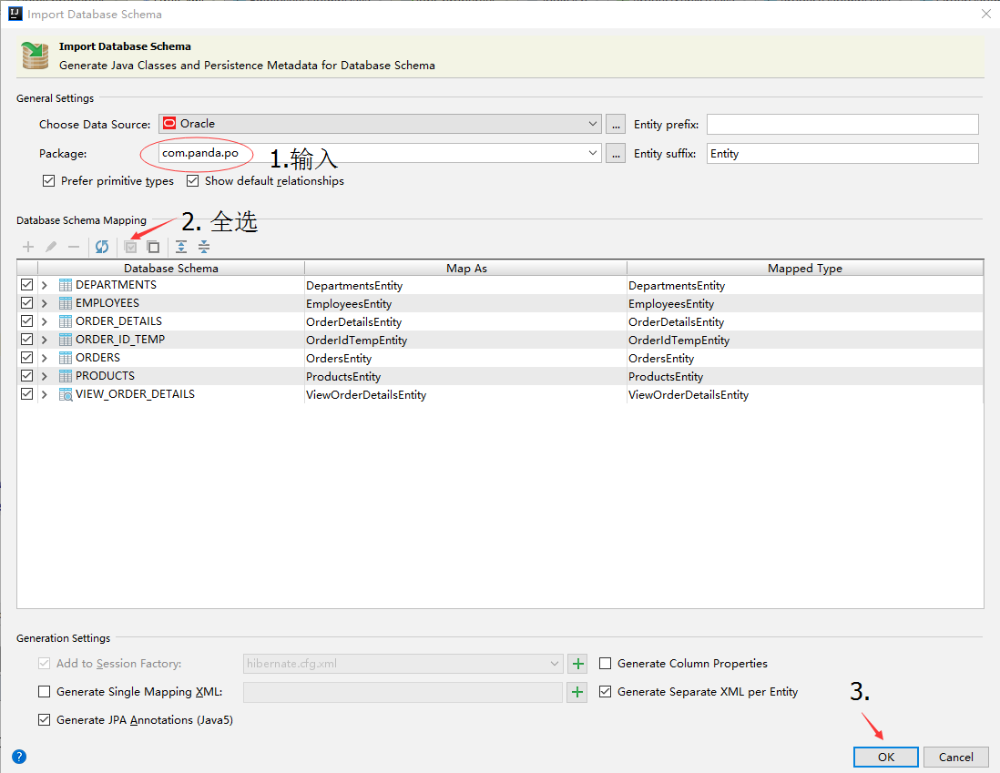 Import Database Schema
Import Database Schema
Generate Java Classes and Persistence Metadata for Database Schema
General Settings
Choose Data Source: Oracle ... Entity prefix:
Package: com.panda.po 1.输入 ... Entity suffix: Entity
Prefer primitive types Show default relationships
Database Schema Mapping 2. 全选
Database Schema Map As Mapped Type
DEPARTMENTS DepartmentsEntity DepartmentsEntity
EMPLOYEES EmployeesEntity EmployeesEntity
ORDER_DETAILS OrderDetailsEntity OrderDetailsEntity
ORDER_ID_TEMP OrderIdTempEntity OrderIdTempEntity
ORDERS OrdersEntity OrdersEntity
PRODUCTS ProductsEntity ProductsEntity
VIEW_ORDER_DETAILS ViewOrderDetailsEntity ViewOrderDetailsEntity
Generation Settings
Add to Session Factory: hibernate.cfg.xml Generate Column Properties
Generate Single Mapping XML: Generate Separate XML per Entity 3.
Generate JPA Annotations (Java5)
? OK Cancel